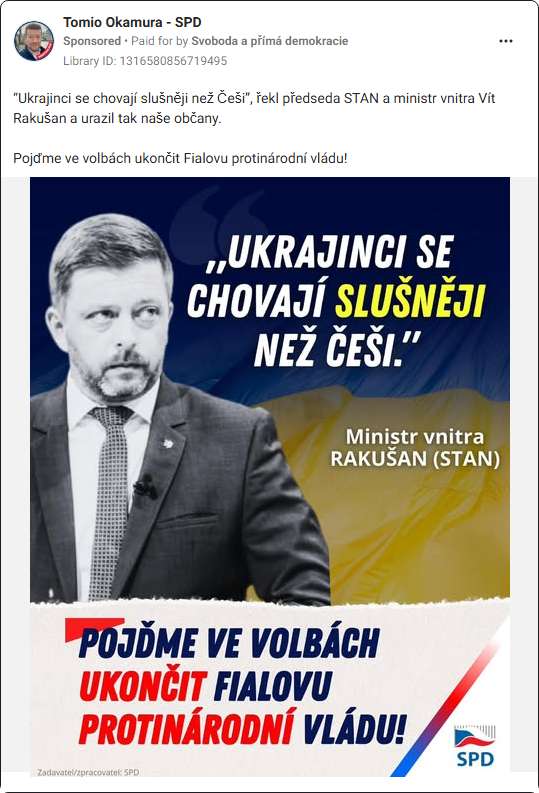 Tomio Okamura - SPD
Sponsored • Paid for by Svoboda a přímá demokracie
Library ID: 1316580856719495
"Ukrajinci se chovají slušněji než Češi", řekl předseda STAN a ministr vnitra Vít
Rakušan a urazil tak naše občany.
Pojďme ve volbách ukončit Fialovu protinárodní vládu!
„UKRAJINCI SE
CHOVAJÍ SLUŠNĚJI
NEŽ ČEŠI."
Ministr vnitra
RAKUŠAN (STAN)
POJĎME VE VOLBÁCH
UKONČIT FIALOVU
PROTINÁRODNÍ VLÁDU!
SPD
Zadavatel/zpracovatel: SPD